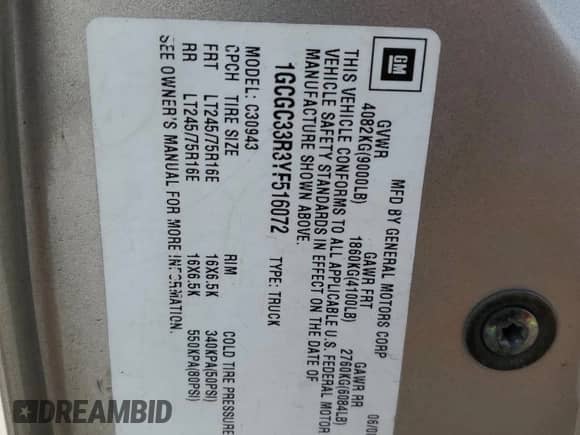 GM
MFD BY GENERAL MOTORS CORP 06/00
GVWR GAWR FRT GAWR RR
4082KG(9000LB) 1860KG(4100LB) 2760KG(6084LB)
THIS VEHICLE CONFORMS TO ALL APPLICABLE U.S. FEDERAL MOTOR
VEHICLE SAFETY STANDARDS IN EFFECT ON THE DATE OF
MANUFACTURE SHOWN ABOVE.
1GCGC33R3YF516072 TYPE: TRUCK
MODEL: C30943
CPCH TIRE SIZE RIM COLD TIRE PRESSURE
FRT LT245/75R16E 16X6.5K 340KPA(50PSI)
RR LT245/75R16E 16X6.5K 550KPA(80PSI)
SEE OWNER'S MANUAL FOR MORE INFORMATION.
DREAMBID